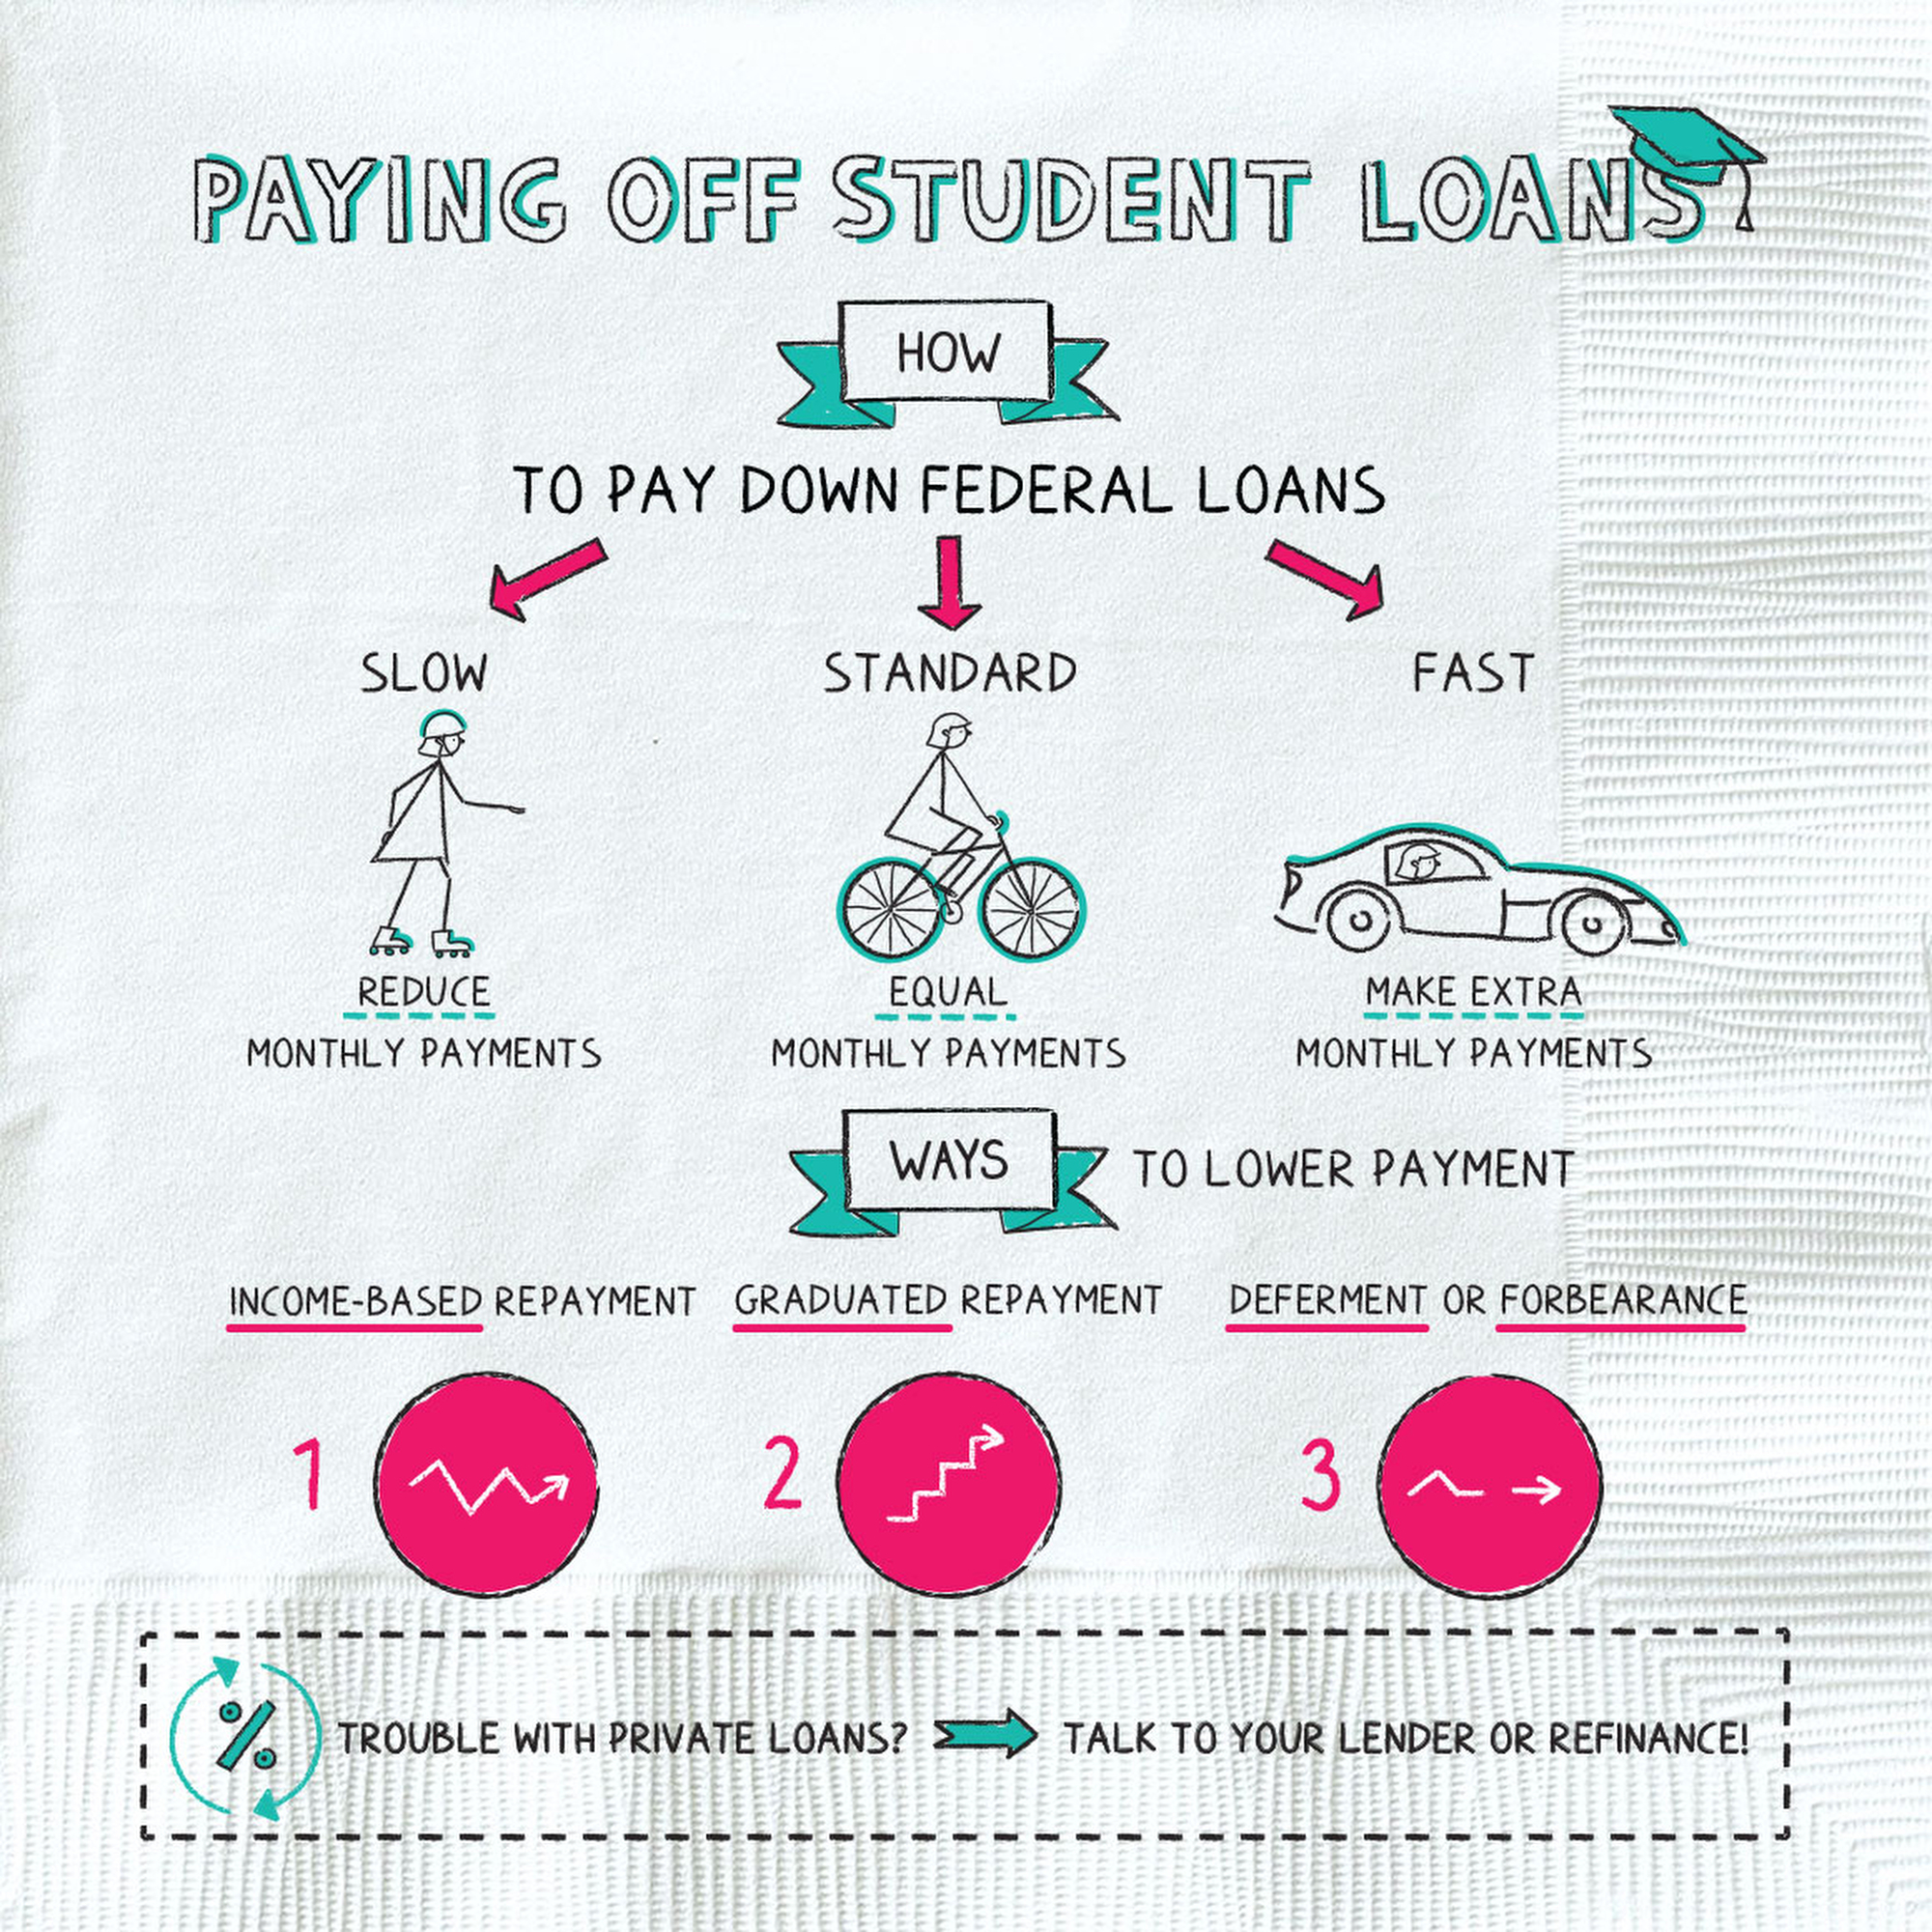 PAYING OFF STUDENT LOANS
HOW
TO PAY DOWN FEDERAL LOANS
SLOW
STANDARD
FAST
REDUCE
MONTHLY PAYMENTS
EQUAL
MONTHLY PAYMENTS
MAKE EXTRA
MONTHLY PAYMENTS
WAYS TO LOWER PAYMENT
INCOME-BASED REPAYMENT
GRADUATED REPAYMENT
DEFERMENT OR FORBEARANCE
1
2
3
% TROUBLE WITH PRIVATE LOANS? TALK TO YOUR LENDER OR REFINANCE!